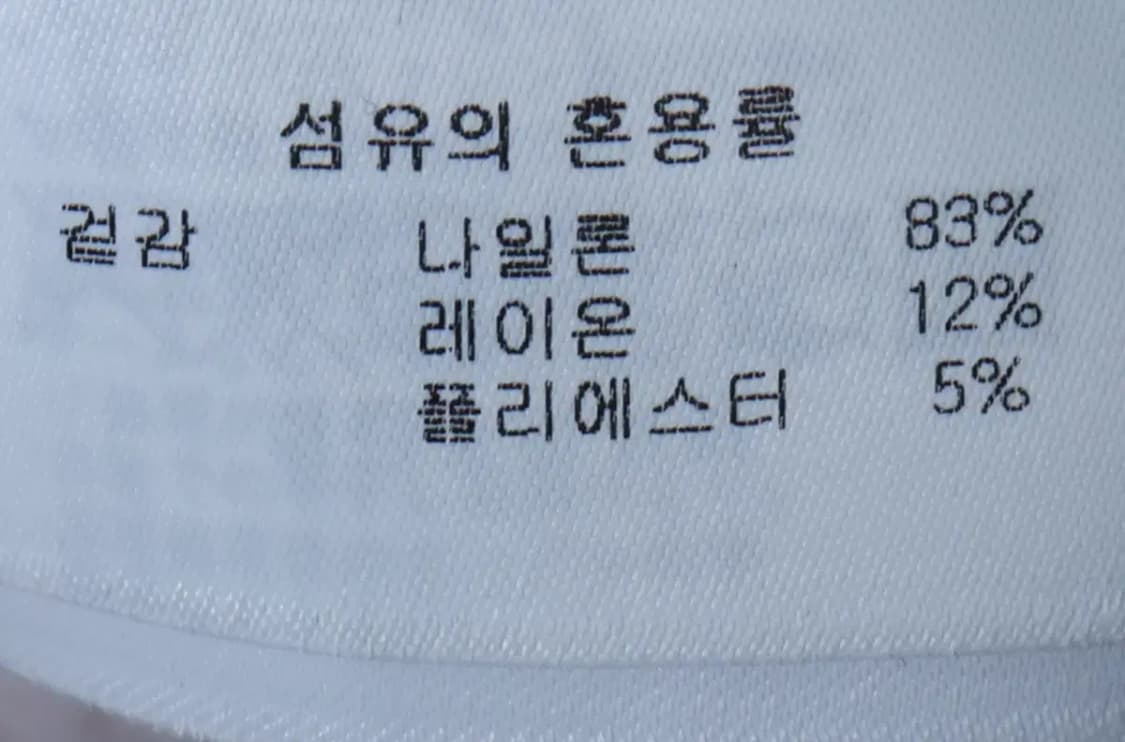 섬유의 혼용률
겉감 나일론 83%
레이온 12%
폴리에스터 5%